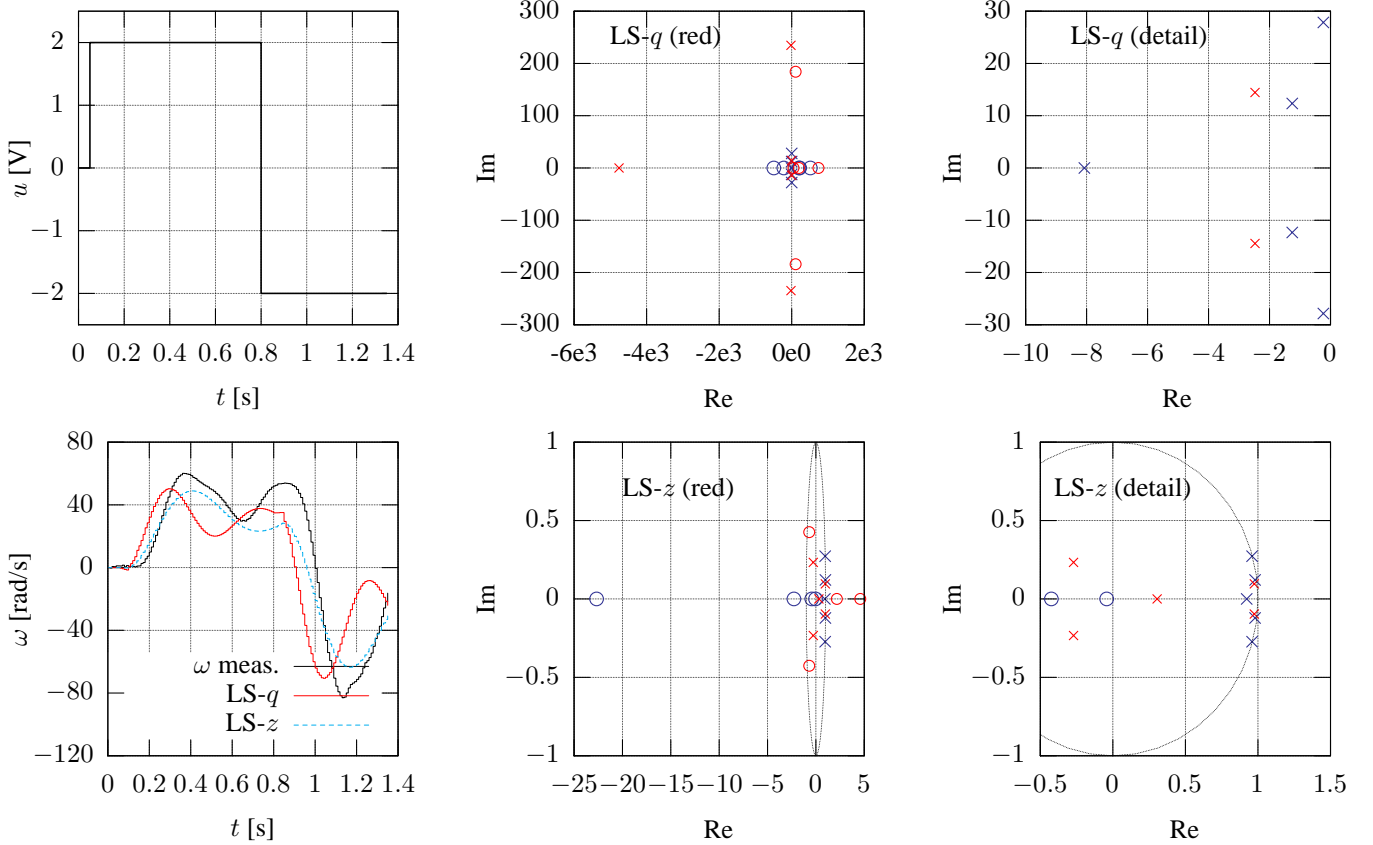 u [V]
2
1
0
−1
−2
0 0.2 0.4 0.6 0.8 1 1.2 1.4
t [s]
LS-q (red)
Im
300
200
100
0
−100
−200
−300
-6e3 -4e3 -2e3 0e0 2e3
Re
LS-q (detail)
Im
30
20
10
0
−10
−20
−30
−10 −8 −6 −4 −2 0
Re
ω [rad/s]
80
40
0
−40
−80
−120
ω meas.
LS-q
LS-z
0 0.2 0.4 0.6 0.8 1 1.2 1.4
t [s]
LS-z (red)
Im
1
0.5
0
−0.5
−1
−25 −20 −15 −10 −5 0 5
Re
LS-z (detail)
Im
1
0.5
0
−0.5
−1
−0.5 0 0.5 1 1.5
Re